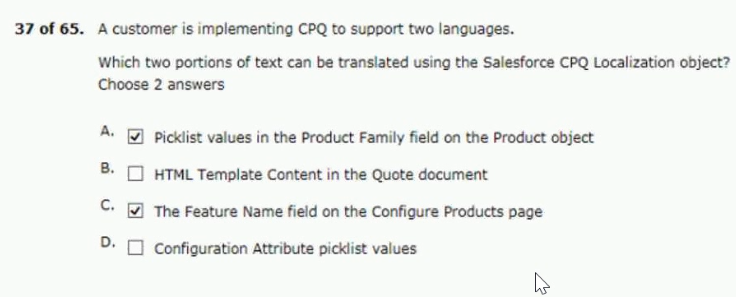 37 of 65. A customer is implementing CPQ to support two languages.
Which two portions of text can be translated using the Salesforce CPQ Localization object?
Choose 2 answers
A. Picklist values in the Product Family field on the Product object
B. HTML Template Content in the Quote document
C. The Feature Name field on the Configure Products page
D. Configuration Attribute picklist values